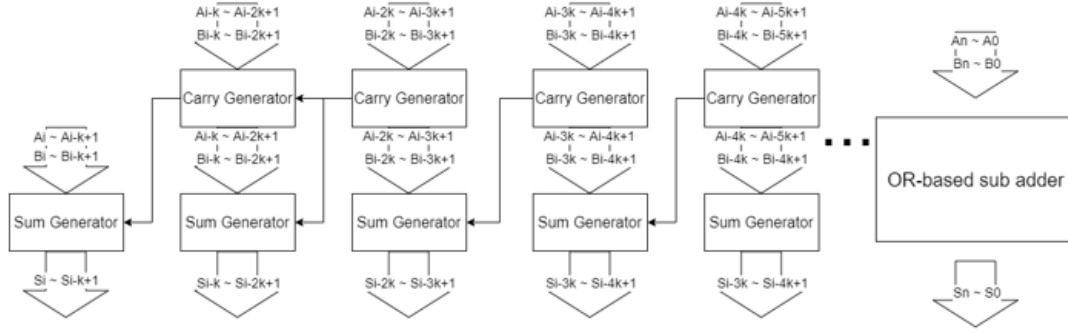 Ai-k ~ Ai-2k+1
Bi-k ~ Bi-2k+1
Ai-2k ~ Ai-3k+1
Bi-2k ~ Bi-3k+1
Ai-3k ~ Ai-4k+1
Bi-3k ~ Bi-4k+1
Ai-4k ~ Ai-5k+1
Bi-4k ~ Bi-5k+1
An ~ A0
Bn ~ B0
Carry Generator
Carry Generator
Carry Generator
Carry Generator
Ai ~ Ai-k+1
Bi ~ Bi-k+1
Ai-k ~ Ai-2k+1
Bi-k ~ Bi-2k+1
Ai-2k ~ Ai-3k+1
Bi-2k ~ Bi-3k+1
Ai-3k ~ Ai-4k+1
Bi-3k ~ Bi-4k+1
Ai-4k ~ Ai-5k+1
Bi-4k ~ Bi-4k+1
...
OR-based sub adder
Sum Generator
Sum Generator
Sum Generator
Sum Generator
Sum Generator
Si ~ Si-k+1
Si-k ~ Si-2k+1
Si-2k ~ Si-3k+1
Si-3k ~ Si-4k+1
Si-3k ~ Si-4k+1
Sn ~ S0